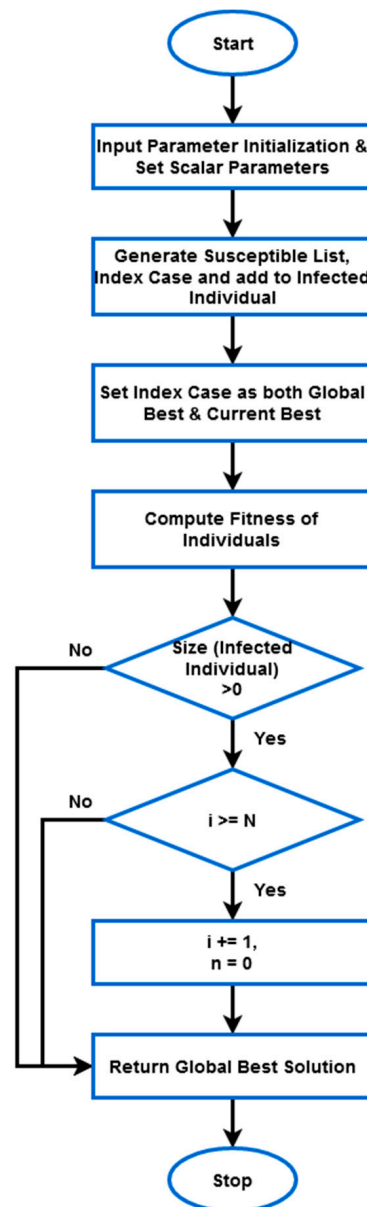 Start
Input Parameter Initialization &
Set Scalar Parameters
Generate Susceptible List,
Index Case and add to Infected
Individual
Set Index Case as both Global
Best & Current Best
Compute Fitness of
Individuals
Size (Infected
Individual)
>0
No
Yes
i >= N
No
Yes
i += 1,
n = 0
Return Global Best Solution
Stop